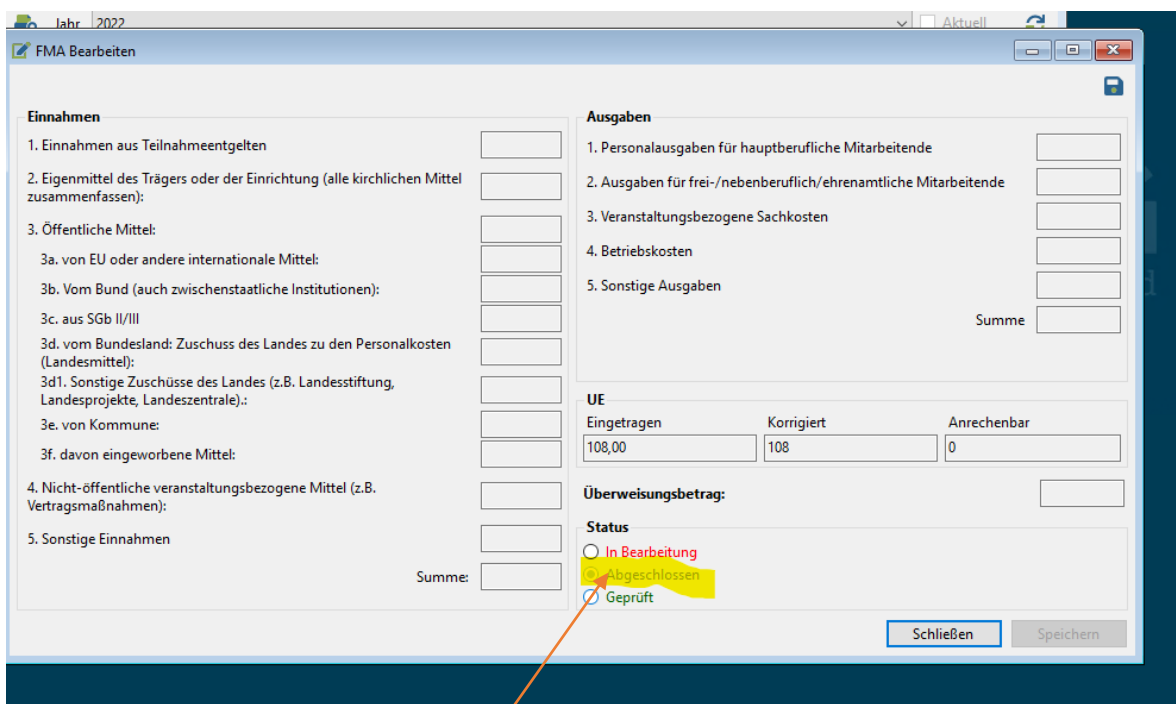 Jahr 2022 Aktuell
FMA Bearbeiten
Einnahmen
1. Einnahmen aus Teilnahmeentgelten
2. Eigenmittel des Trägers oder der Einrichtung (alle kirchlichen Mittel
zusammenfassen):
3. Öffentliche Mittel:
3a. von EU oder andere internationale Mittel:
3b. Vom Bund (auch zwischenstaatliche Institutionen):
3c. aus SGb II/III
3d. vom Bundesland: Zuschuss des Landes zu den Personalkosten
(Landesmittel):
3d1. Sonstige Zuschüsse des Landes (z.B. Landesstiftung,
Landesprojekte, Landeszentrale).:
3e. von Kommune:
3f. davon eingeworbene Mittel:
4. Nicht-öffentliche veranstaltungsbezogene Mittel (z.B.
Vertragsmaßnahmen):
5. Sonstige Einnahmen
Summe:
Ausgaben
1. Personalausgaben für hauptberufliche Mitarbeitende
2. Ausgaben für frei-/nebenberuflich/ehrenamtliche Mitarbeitende
3. Veranstaltungsbezogene Sachkosten
4. Betriebskosten
5. Sonstige Ausgaben
Summe
UE
Eingetragen Korrigiert Anrechenbar
108,00 108 0
Überweisungsbetrag:
Status
In Bearbeitung
Abgeschlossen
Geprüft
Schließen Speichern